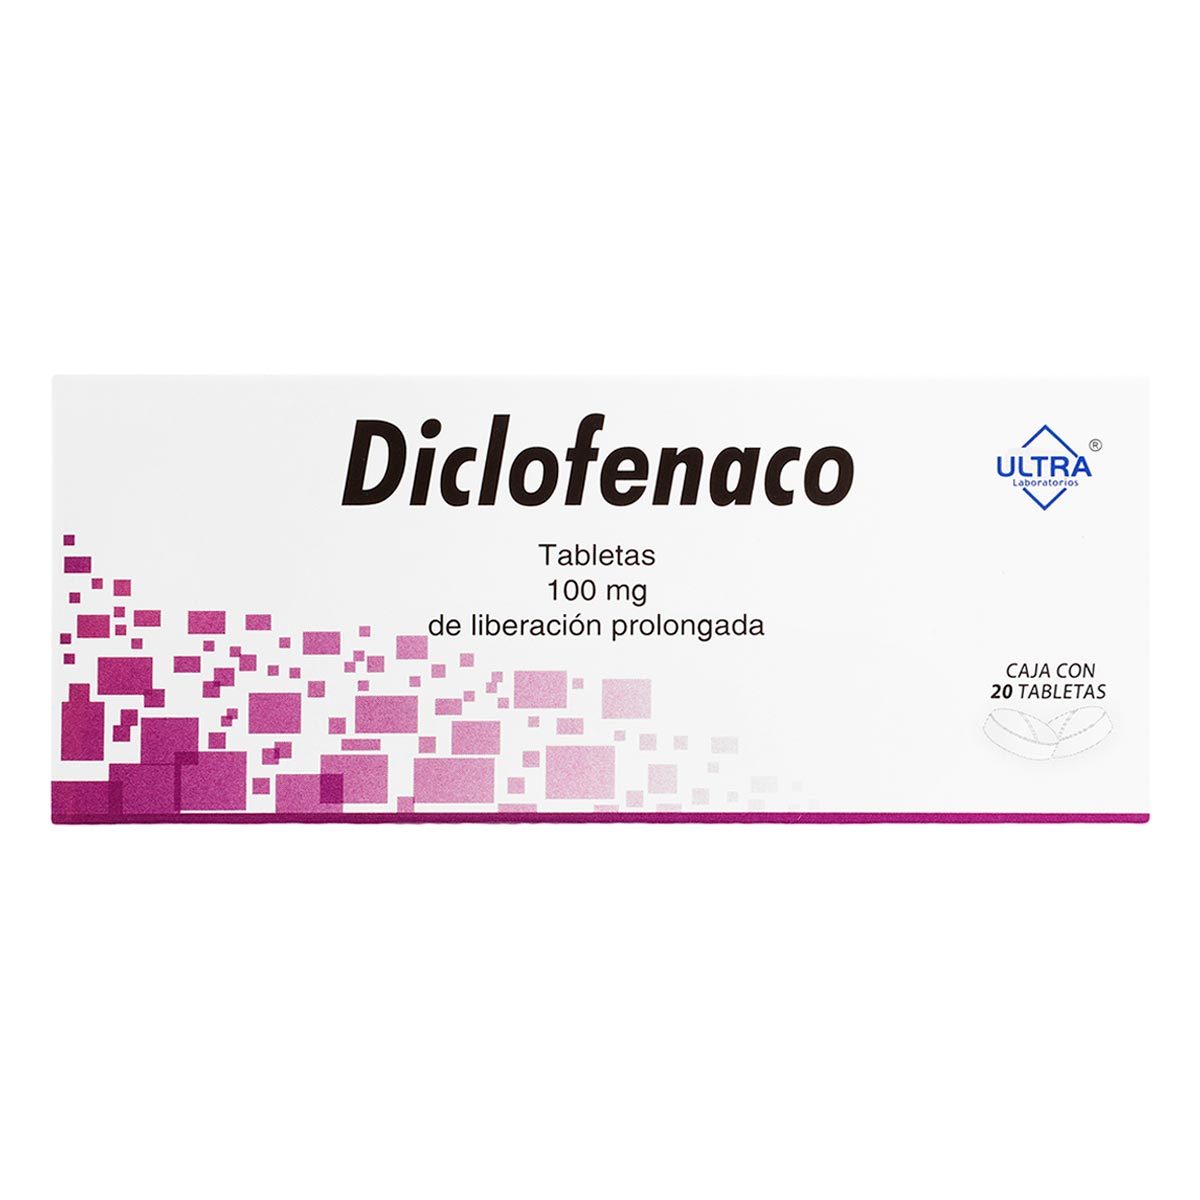 Diclofenaco
Tabletas
100 mg
de liberación prolongada
ULTRA®
Laboratorios
CAJA CON
20 TABLETAS